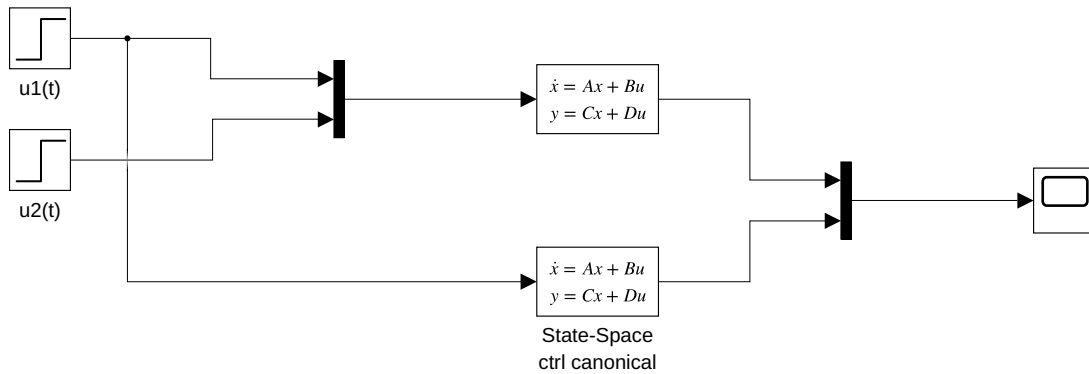 u1(t)
u2(t)
ẋ = Ax + Bu
y = Cx + Du
ẋ = Ax + Bu
y = Cx + Du
State-Space
ctrl canonical